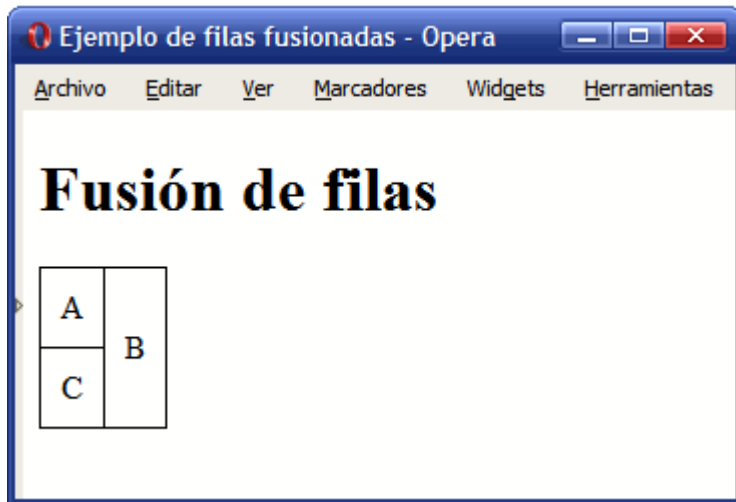 Ejemplo de filas fusionadas - Opera
Archivo Editar Ver Marcadores Widgets Herramientas
Fusión de filas
A
B
C